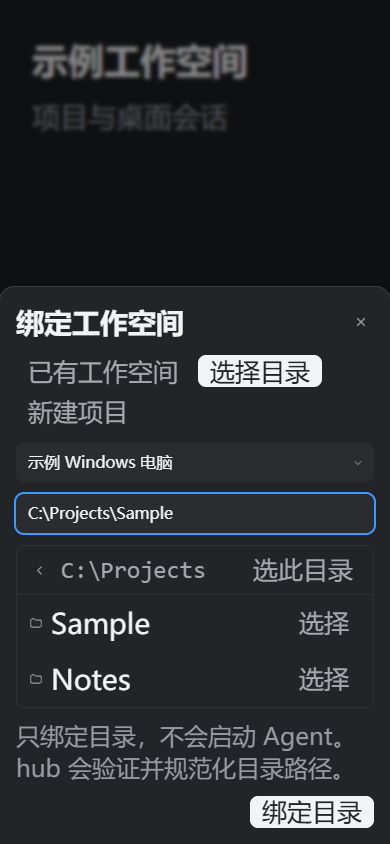 示例工作空间
项目与桌面会话
绑定工作空间
已有工作空间 选择目录
新建项目
示例 Windows 电脑
C:\Projects\Sample
C:\Projects 选此目录
Sample 选择
Notes 选择
只绑定目录，不会启动 Agent。
hub 会验证并规范化目录路径。
绑定目录